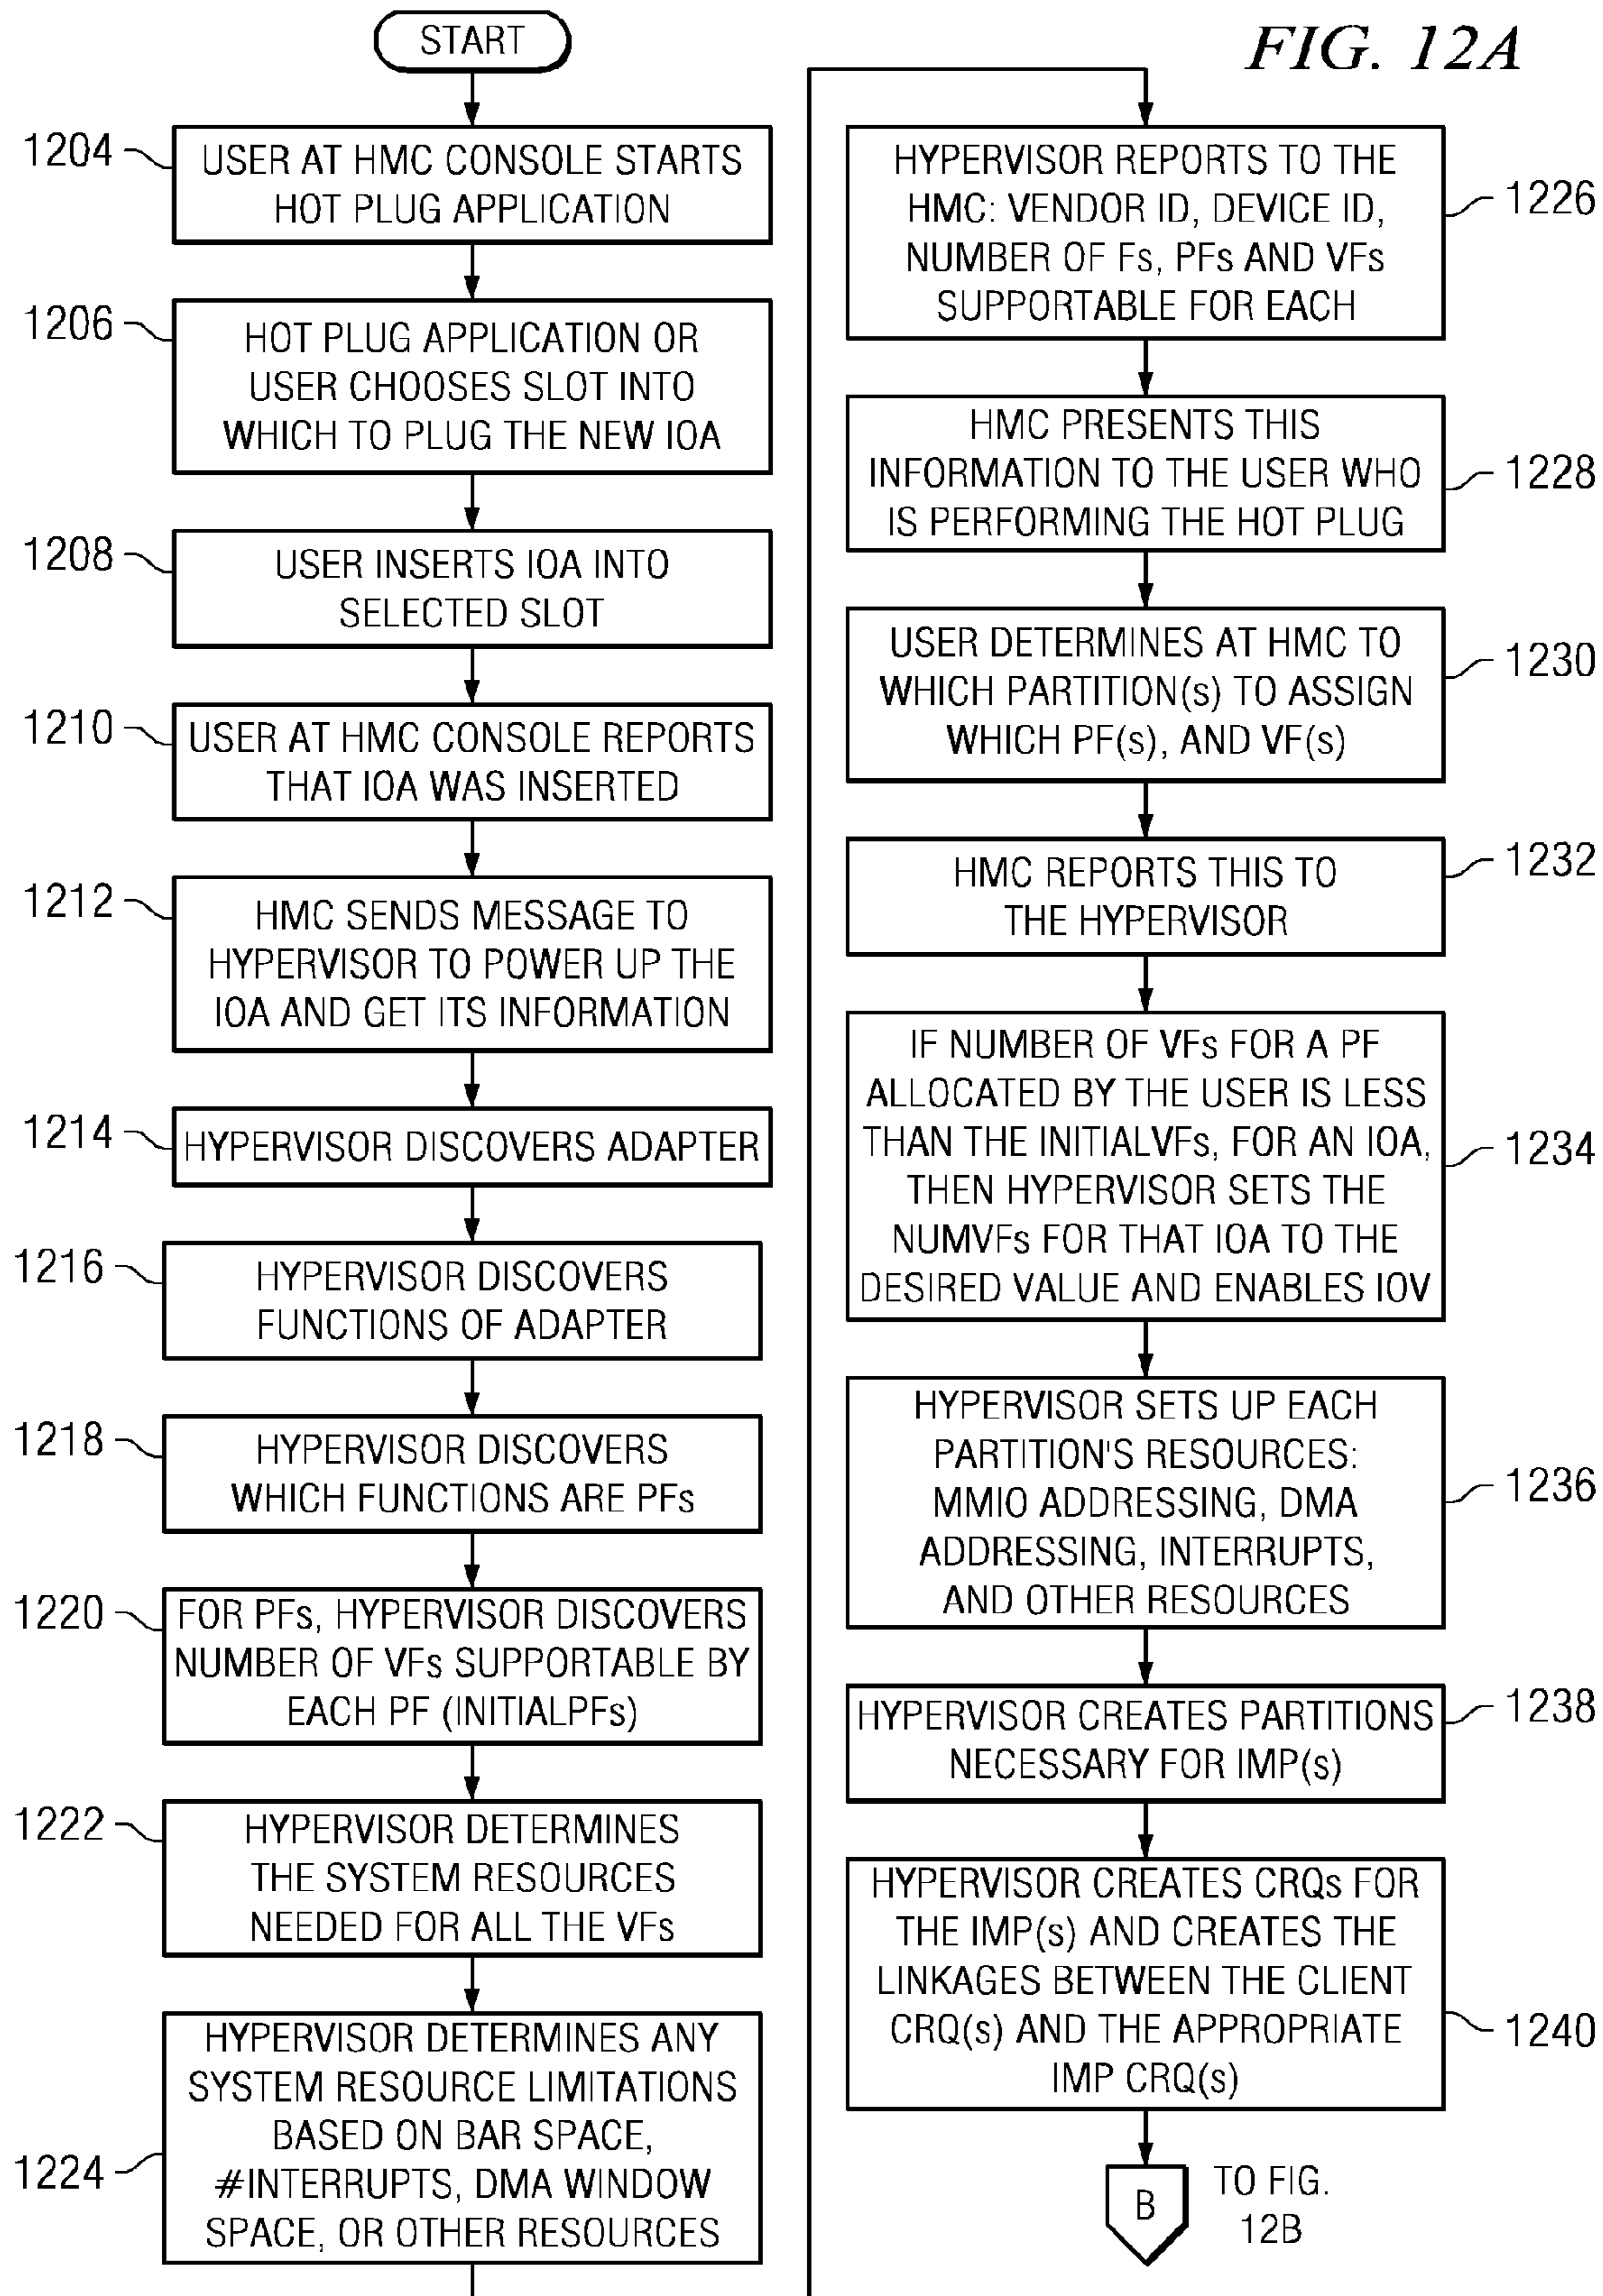 FIG. 12A
START
1204
USER AT HMC CONSOLE STARTS
HOT PLUG APPLICATION
1206
HOT PLUG APPLICATION OR
USER CHOOSES SLOT INTO
WHICH TO PLUG THE NEW IOA
1208
USER INSERTS IOA INTO
SELECTED SLOT
1210
USER AT HMC CONSOLE REPORTS
THAT IOA WAS INSERTED
1212
HMC SENDS MESSAGE TO
HYPERVISOR TO POWER UP THE
IOA AND GET ITS INFORMATION
1214
HYPERVISOR DISCOVERS ADAPTER
1216
HYPERVISOR DISCOVERS
FUNCTIONS OF ADAPTER
1218
HYPERVISOR DISCOVERS
WHICH FUNCTIONS ARE PFs
1220
FOR PFs, HYPERVISOR DISCOVERS
NUMBER OF VFs SUPPORTABLE BY
EACH PF (INITIALPFs)
1222
HYPERVISOR DETERMINES
THE SYSTEM RESOURCES
NEEDED FOR ALL THE VFs
1224
HYPERVISOR DETERMINES ANY
SYSTEM RESOURCE LIMITATIONS
BASED ON BAR SPACE,
#INTERRUPTS, DMA WINDOW
SPACE, OR OTHER RESOURCES
HYPERVISOR REPORTS TO THE
HMC: VENDOR ID, DEVICE ID,
NUMBER OF Fs, PFs AND VFs
SUPPORTABLE FOR EACH
1226
HMC PRESENTS THIS
INFORMATION TO THE USER WHO
IS PERFORMING THE HOT PLUG
1228
USER DETERMINES AT HMC TO
WHICH PARTITION(s) TO ASSIGN
WHICH PF(s), AND VF(s)
1230
HMC REPORTS THIS TO
THE HYPERVISOR
1232
IF NUMBER OF VFs FOR A PF
ALLOCATED BY THE USER IS LESS
THAN THE INITIALVFs, FOR AN IOA,
THEN HYPERVISOR SETS THE
NUMVFs FOR THAT IOA TO THE
DESIRED VALUE AND ENABLES IOV
1234
HYPERVISOR SETS UP EACH
PARTITION'S RESOURCES:
MMIO ADDRESSING, DMA
ADDRESSING, INTERRUPTS,
AND OTHER RESOURCES
1236
HYPERVISOR CREATES PARTITIONS
NECESSARY FOR IMP(s)
1238
HYPERVISOR CREATES CRQs FOR
THE IMP(s) AND CREATES THE
LINKAGES BETWEEN THE CLIENT
CRQ(s) AND THE APPROPRIATE
IMP CRQ(s)
1240
B
TO FIG.
12B